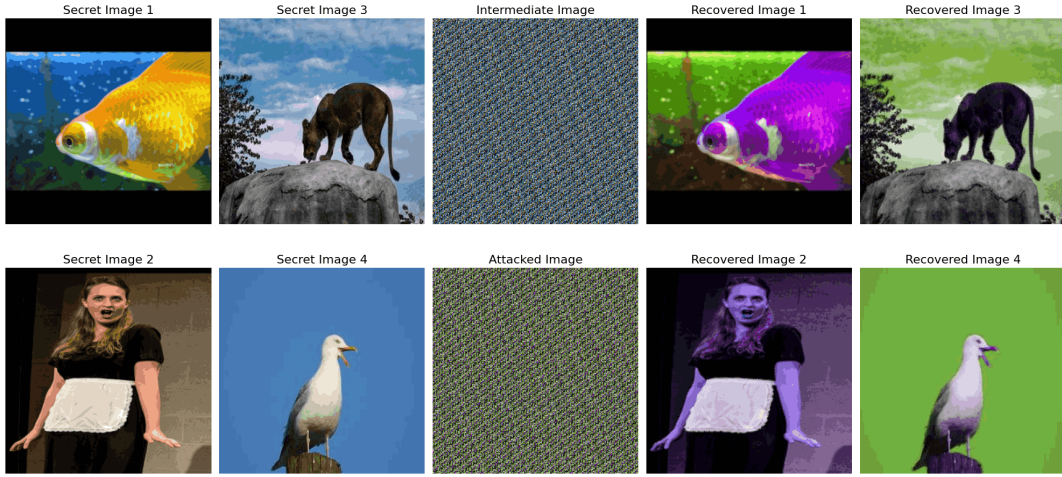 Secret Image 1
Secret Image 3
Intermediate Image
Recovered Image 1
Recovered Image 3
Secret Image 2
Secret Image 4
Attacked Image
Recovered Image 2
Recovered Image 4